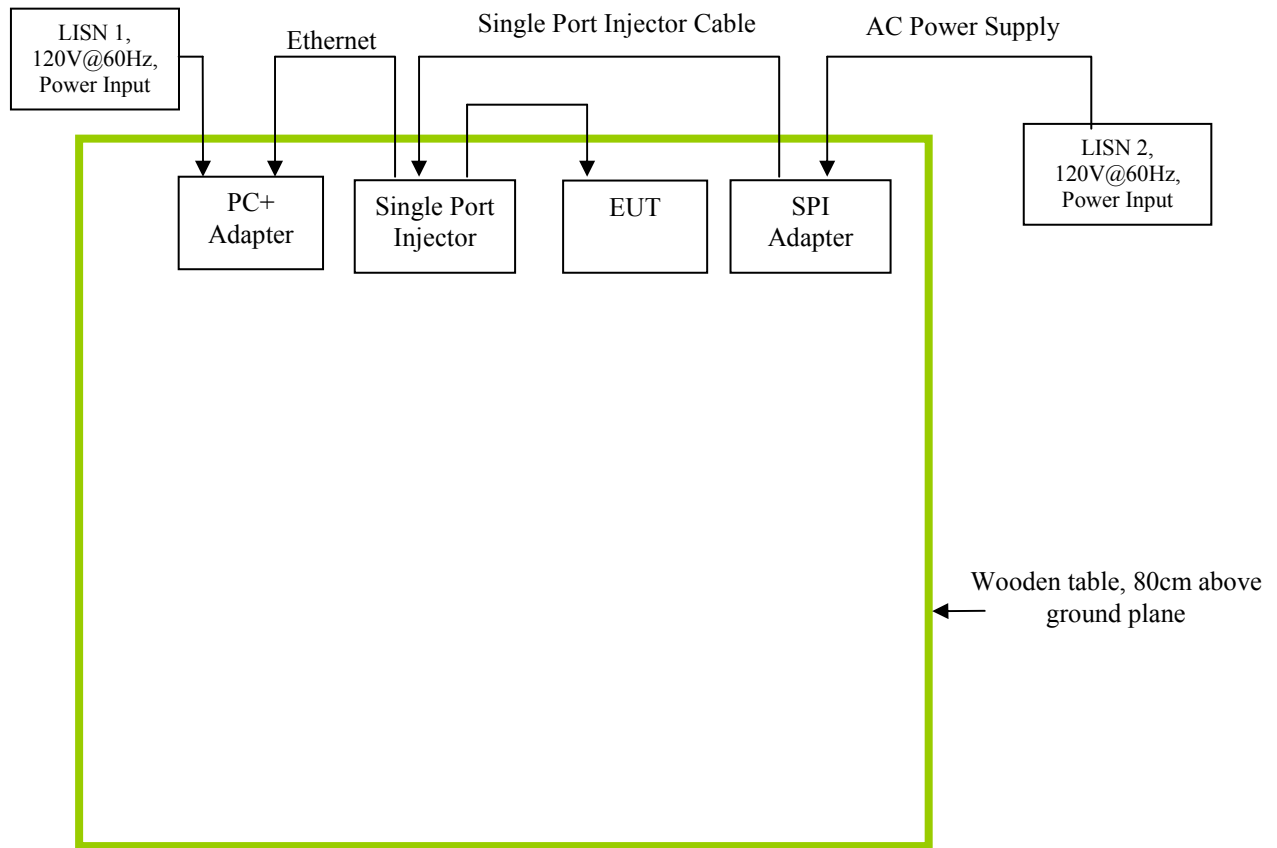 LISN 1,
120V@60Hz,
Power Input
Ethernet
Single Port Injector Cable
AC Power Supply
LISN 2,
120V@60Hz,
Power Input
PC+
Adapter
Single Port
Injector
EUT
SPI
Adapter
Wooden table, 80cm above
ground plane